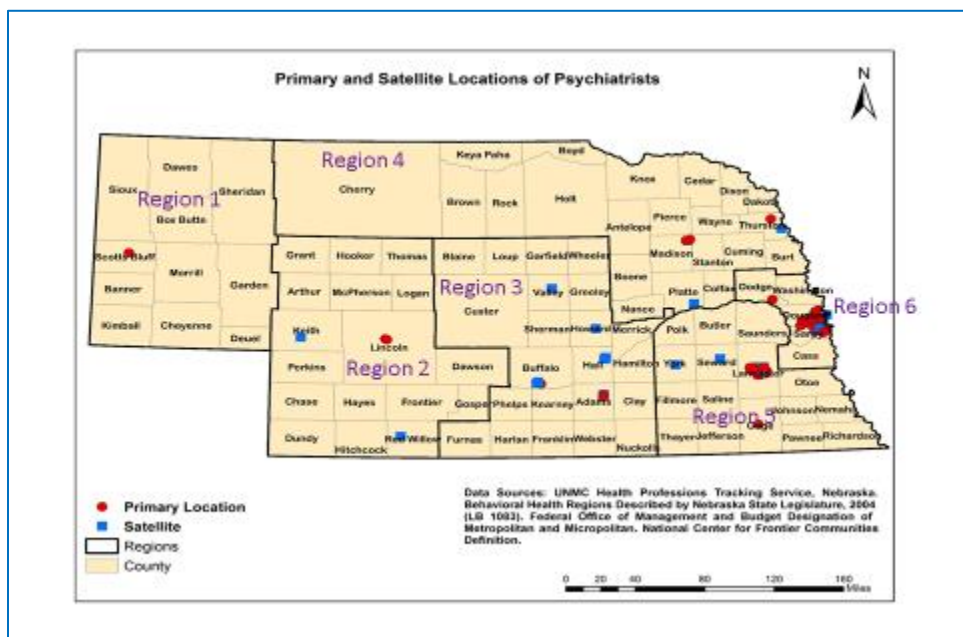 Primary and Satellite Locations of Psychiatrists
N
Boyd
Keya Paha
Region 4
Dawes
Knox
Cedar
Dixon
Sioux
Sheridan
Cherry
Dakota
Region 1
Brown
Rock
Holt
Pierce
Wayne
Thurston
Box Butte
Antelope
Madison
Cuming
Stanton
Burt
Scotts Bluff
Grant
Hooker
Thomas
Blaine
Loup
Garfield
Wheeler
Morrill
Boone
Banner
Garden
Region 3
Platte
Colfax
Dodge
Washington
Arthur
McPherson
Logan
Valley
Greeley
Nance
Region 6
Custer
Douglas
Kimball
Cheyenne
Keith
Sherman
Howard
Merrick
Polk
Butler
Saunders
Sarpy
Deuel
Lincoln
Cass
Perkins
Region 2
Dawson
Buffalo
Hall
Hamilton
York
Seward
Lancaster
Otoe
Chase
Hayes
Frontier
Gosper
Phelps
Kearney
Adams
Clay
Fillmore
Saline
Region 5
Johnson
Nemaha
Gage
Dundy
Hitchcock
Red Willow
Furnas
Harlan
Franklin
Webster
Nuckolls
Thayer
Jefferson
Pawnee
Richardson
Primary Location
Satellite
Regions
County
Data Sources: UNMC Health Professions Tracking Service, Nebraska.
Behavioral Health Regions Described by Nebraska State Legislature, 2004
(LB 1083). Federal Office of Management and Budget Designation of
Metropolitan and Micropolitan. National Center for Frontier Communities
Definition.
0 20 40 80 120 160
Miles